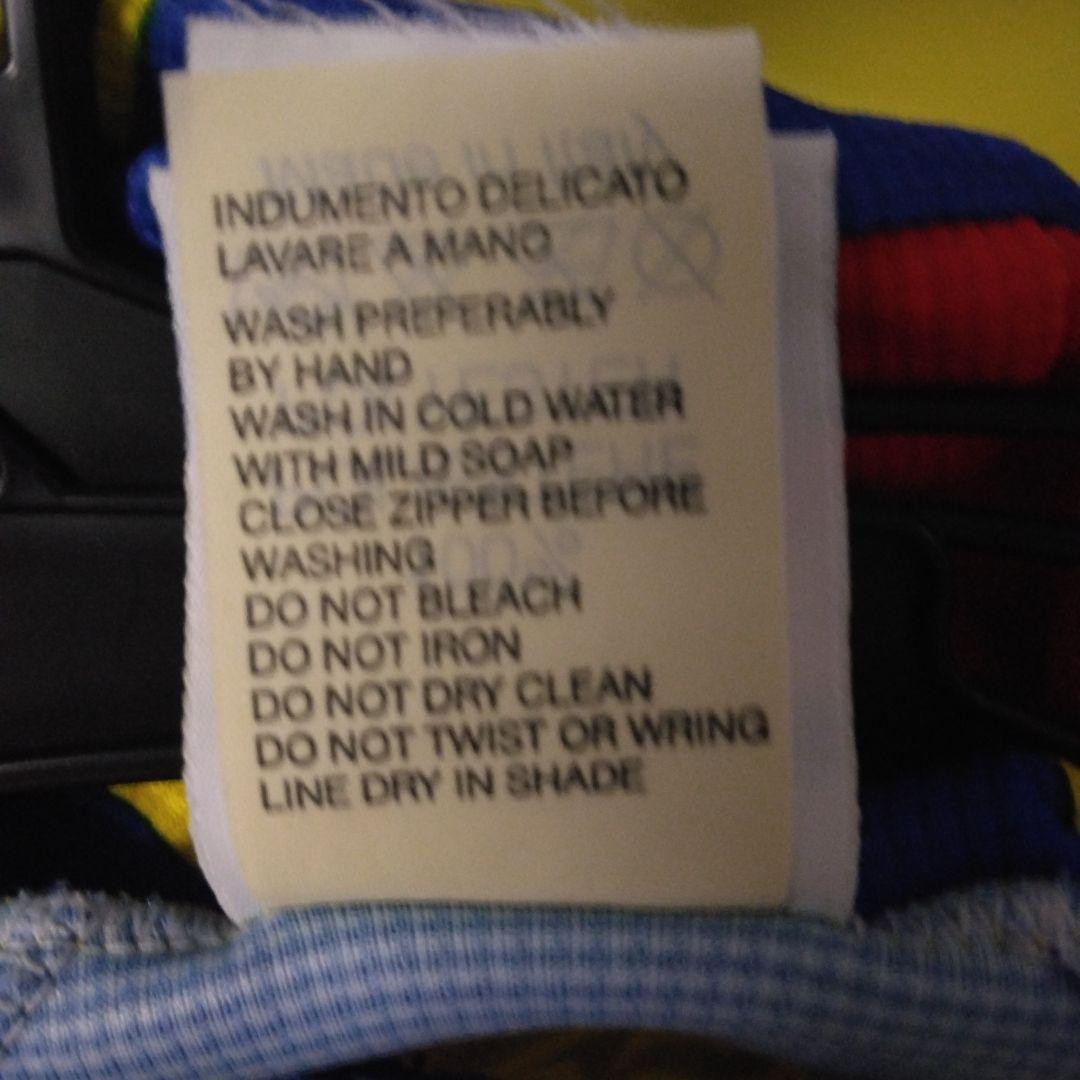 INDUMENTO DELICATO
LAVARE A MANO
WASH PREFERABLY
BY HAND
WASH IN COLD WATER
WITH MILD SOAP
CLOSE ZIPPER BEFORE
WASHING
DO NOT BLEACH
DO NOT IRON
DO NOT DRY CLEAN
DO NOT TWIST OR WRING
LINE DRY IN SHADE